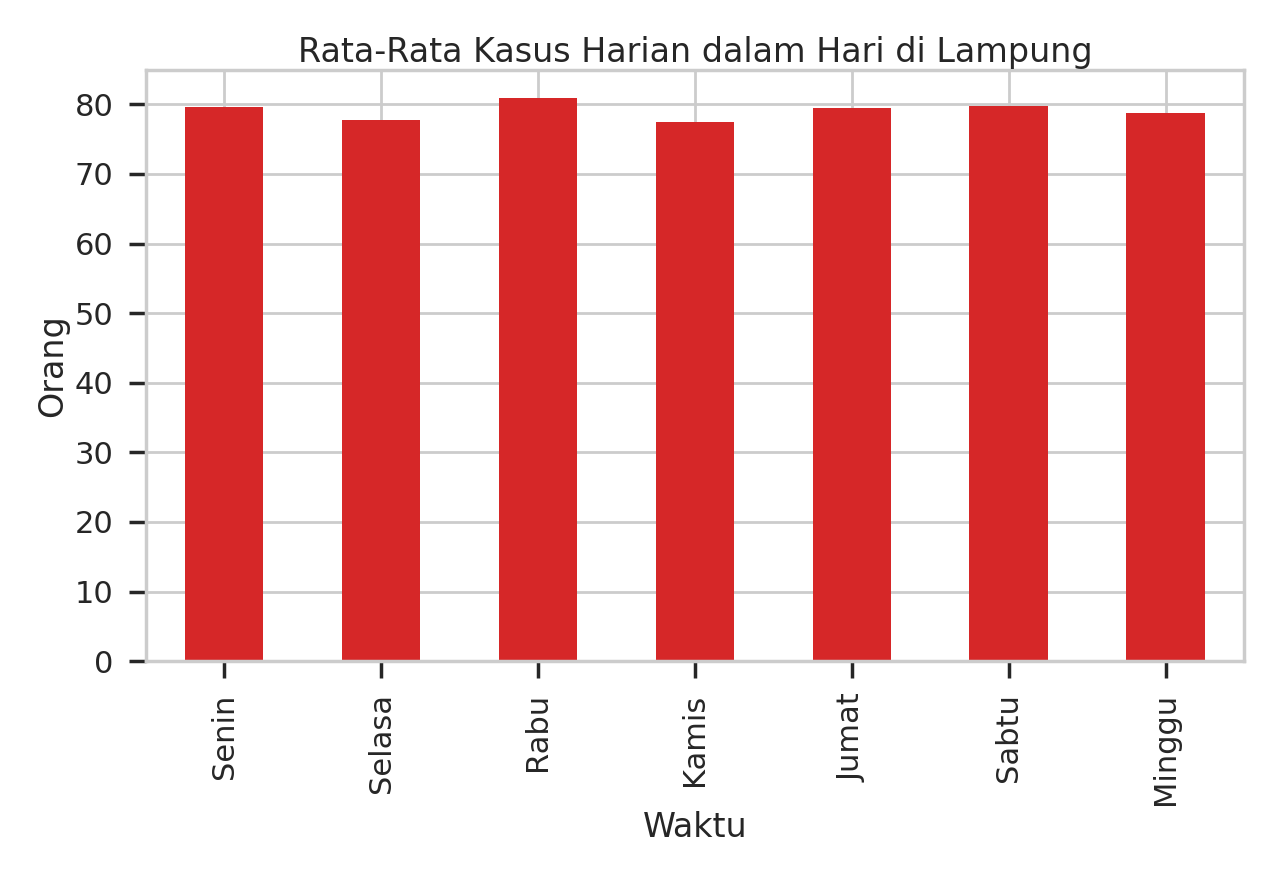 Rata-Rata Kasus Harian dalam Hari di Lampung
Orang
80
70
60
50
40
30
20
10
0
Senin
Selasa
Rabu
Kamis
Jumat
Sabtu
Minggu
Waktu